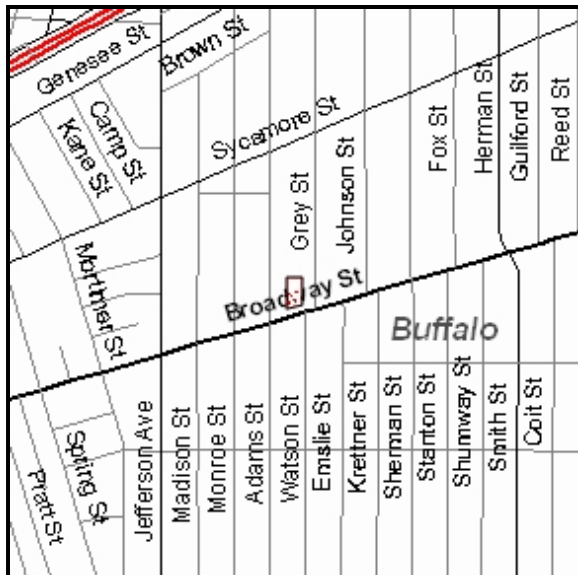 Genesee St
Brown St
Camp St
Kane St
Sycamore St
Grey St
Johnson St
Fox St
Herman St
Guilford St
Reed St
Mortimer St
Broadway St
Buffalo
Pratt St
Spring St
Jefferson Ave
Madison St
Monroe St
Adams St
Watson St
Emslie St
Krettner St
Sherman St
Stanton St
Shumway St
Smith St
Coit St